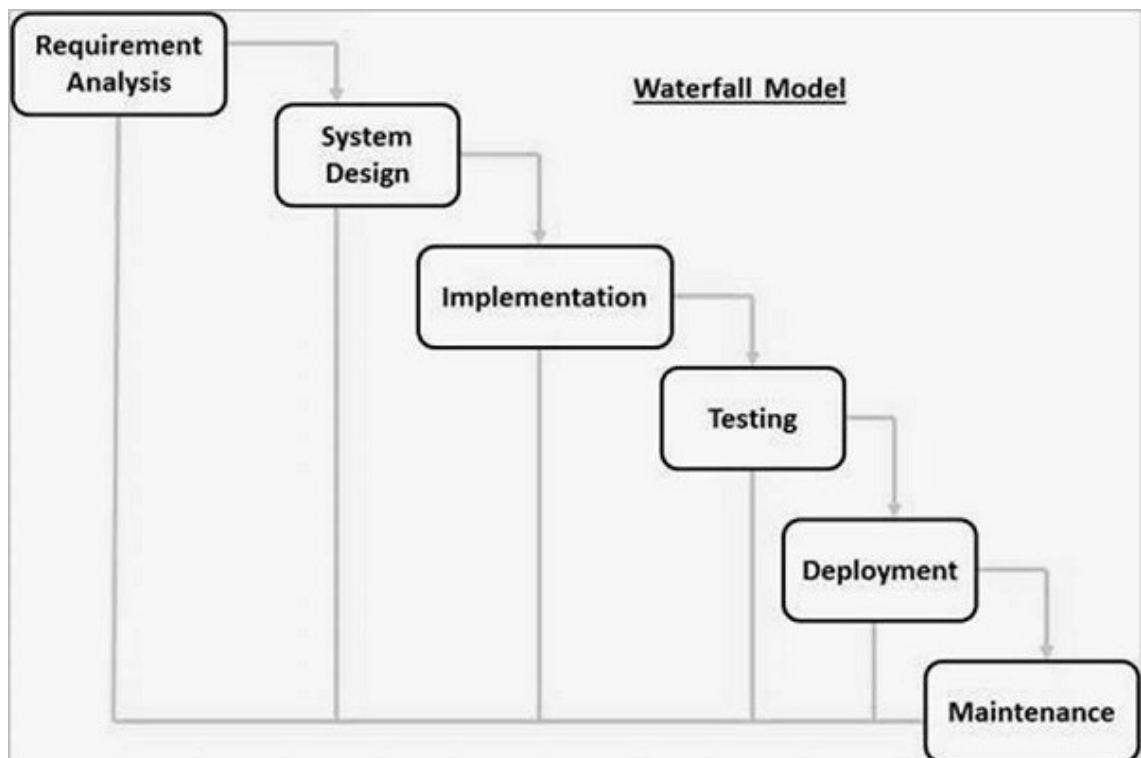 Requirement
Analysis
Waterfall Model
System
Design
Implementation
Testing
Deployment
Maintenance